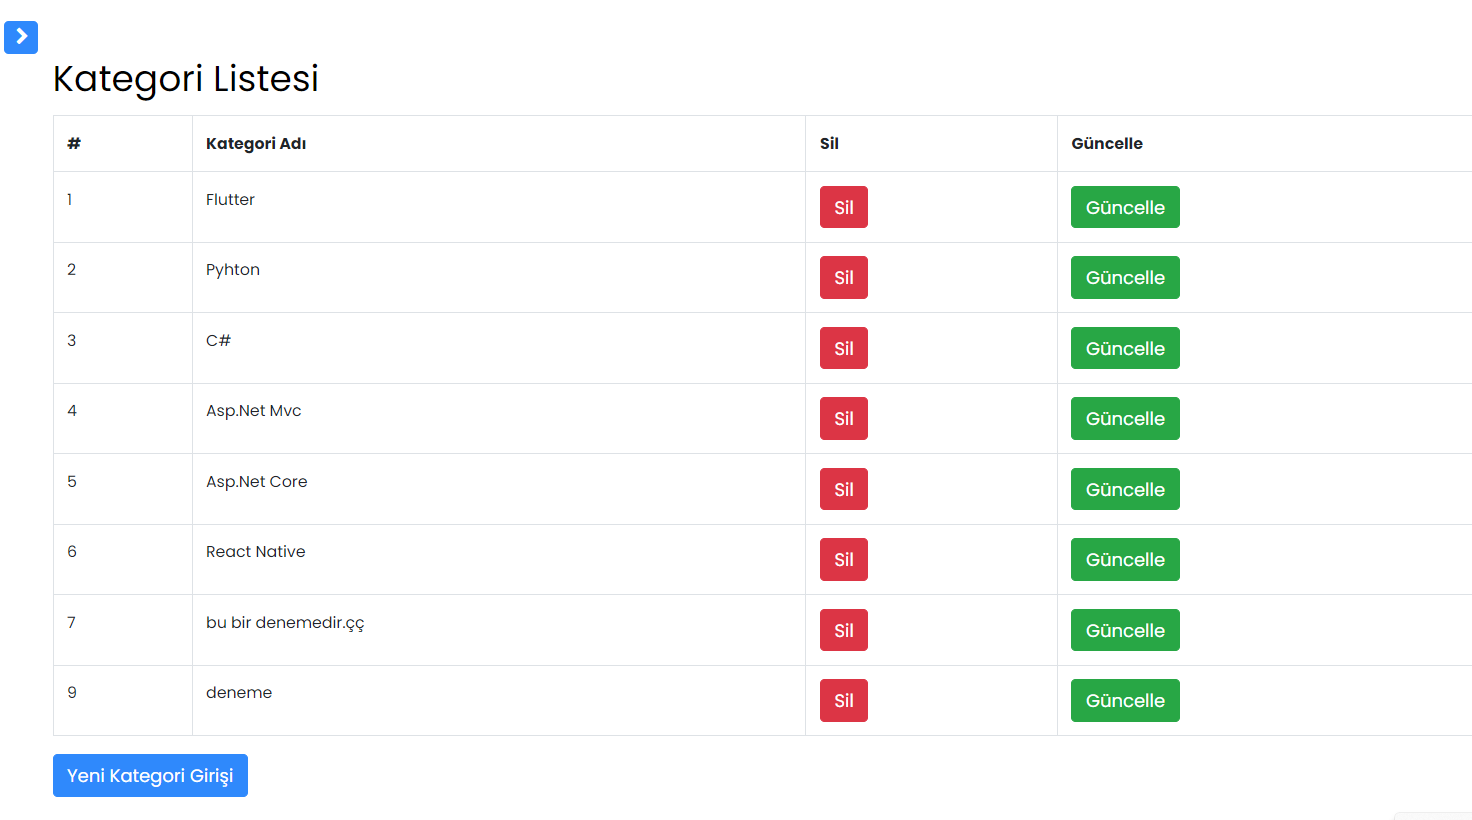 Kategori Listesi
# Kategori Adı Sil Güncelle
1 Flutter Sil Güncelle
2 Pyhton Sil Güncelle
3 C# Sil Güncelle
4 Asp.Net Mvc Sil Güncelle
5 Asp.Net Core Sil Güncelle
6 React Native Sil Güncelle
7 bu bir denemedir.çç Sil Güncelle
9 deneme Sil Güncelle
Yeni Kategori Girişi